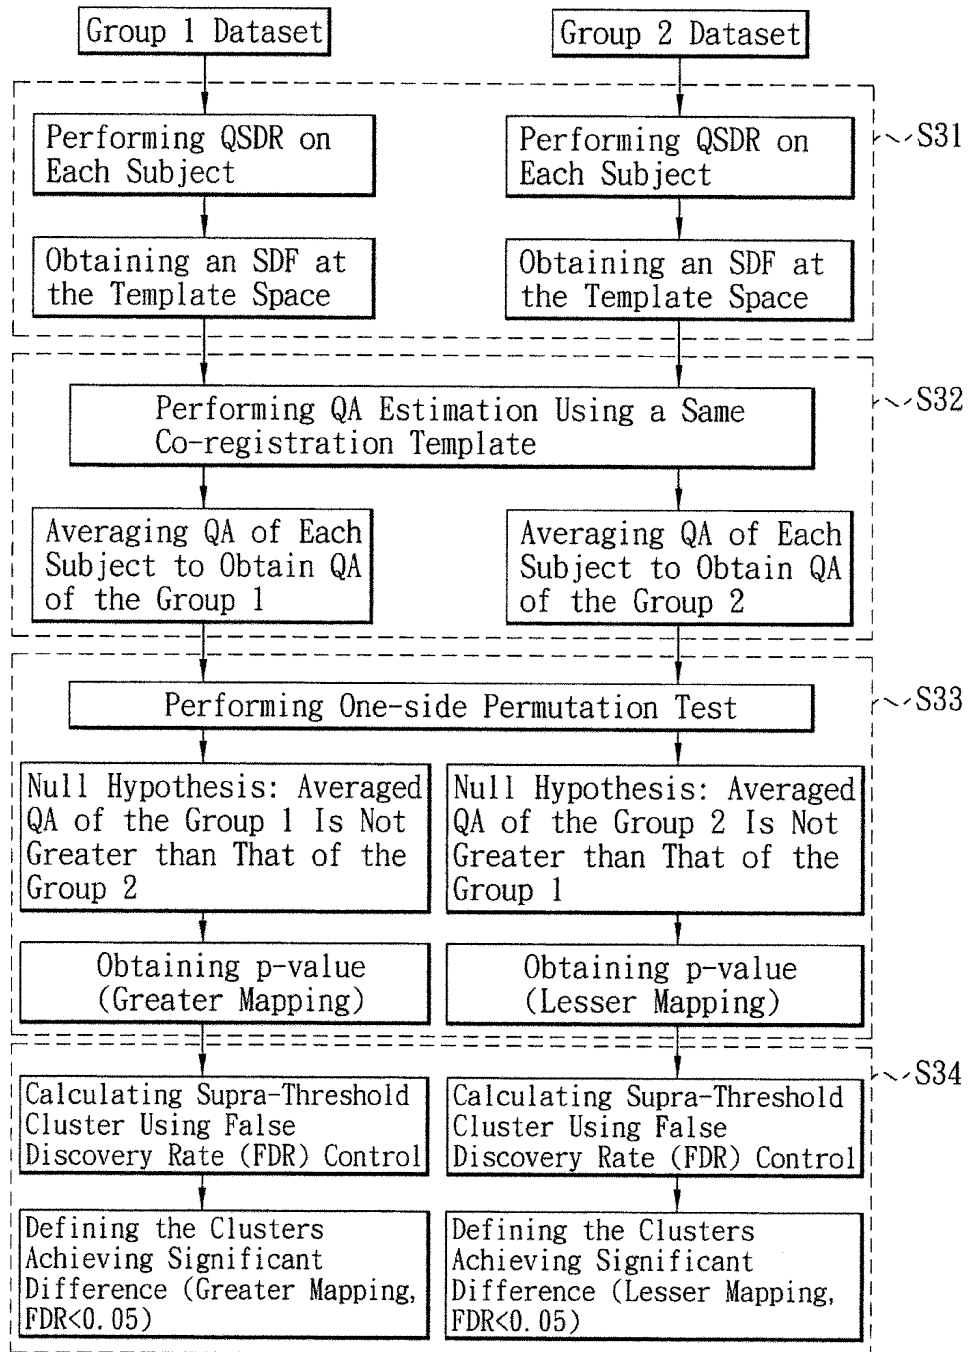 Group 1 Dataset
Group 2 Dataset
Performing QSDR on
Each Subject
Performing QSDR on
Each Subject
S31
Obtaining an SDF at
the Template Space
Obtaining an SDF at
the Template Space
Performing QA Estimation Using a Same
Co-registration Template
S32
Averaging QA of Each
Subject to Obtain QA
of the Group 1
Averaging QA of Each
Subject to Obtain QA
of the Group 2
Performing One-side Permutation Test
S33
Null Hypothesis: Averaged
QA of the Group 1 Is Not
Greater than That of the
Group 2
Null Hypothesis: Averaged
QA of the Group 2 Is Not
Greater than That of the
Group 1
Obtaining p-value
(Greater Mapping)
Obtaining p-value
(Lesser Mapping)
S34
Calculating Supra-Threshold
Cluster Using False
Discovery Rate (FDR) Control
Calculating Supra-Threshold
Cluster Using False
Discovery Rate (FDR) Control
Defining the Clusters
Achieving Significant
Difference (Greater Mapping,
FDR<0.05)
Defining the Clusters
Achieving Significant
Difference (Lesser Mapping,
FDR<0.05)